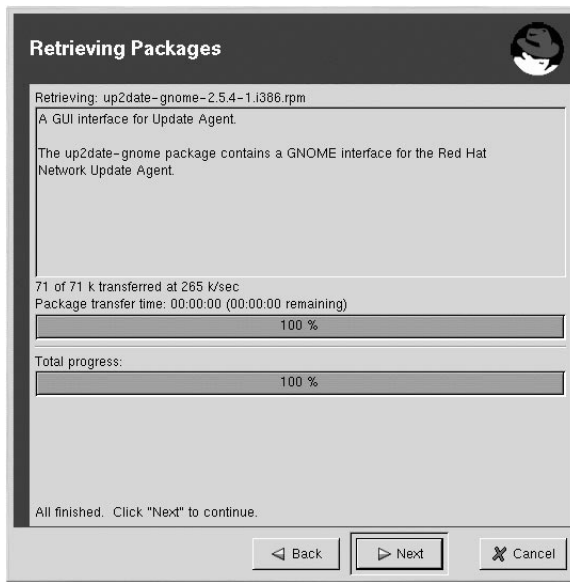 Retrieving Packages
Retrieving: up2date-gnome-2.5.4-1.i386.rpm
A GUI interface for Update Agent.
The up2date-gnome package contains a GNOME interface for the Red Hat
Network Update Agent.
71 of 71 k transferred at 265 k/sec
Package transfer time: 00:00:00 (00:00:00 remaining)
100 %
Total progress:
100 %
All finished. Click "Next" to continue.
Back
Next
Cancel